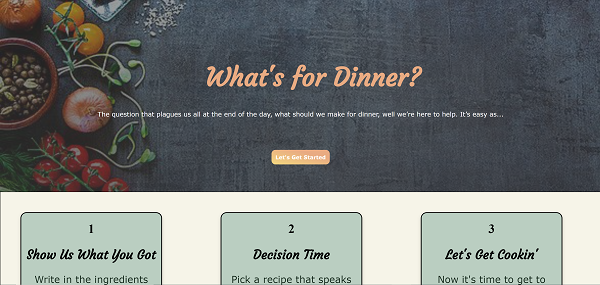 What's for Dinner?
The question that plagues us all at the end of the day, what should we make for dinner, well we're here to help. It's easy as...
Let's Get Started
1
Show Us What You Got
Write in the ingredients
2
Decision Time
Pick a recipe that speaks
3
Let's Get Cookin'
Now it's time to get to